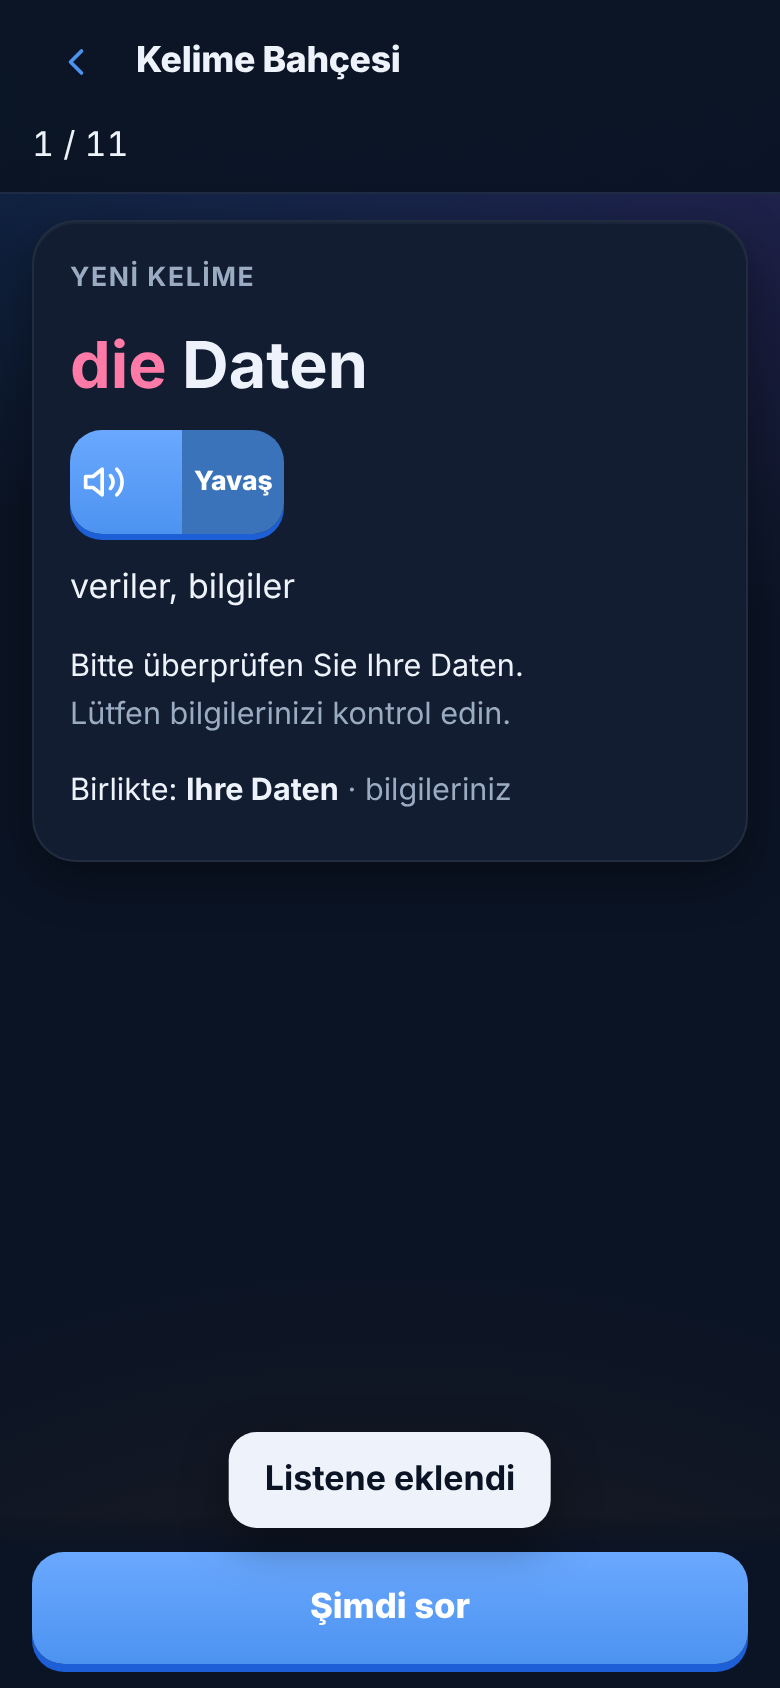 Kelime Bahçesi
1 / 11
YENİ KELİME
die Daten
Yavaş
veriler, bilgiler
Bitte überprüfen Sie Ihre Daten.
Lütfen bilgilerinizi kontrol edin.
Birlikte: Ihre Daten · bilgileriniz
Listene eklendi
Şimdi sor